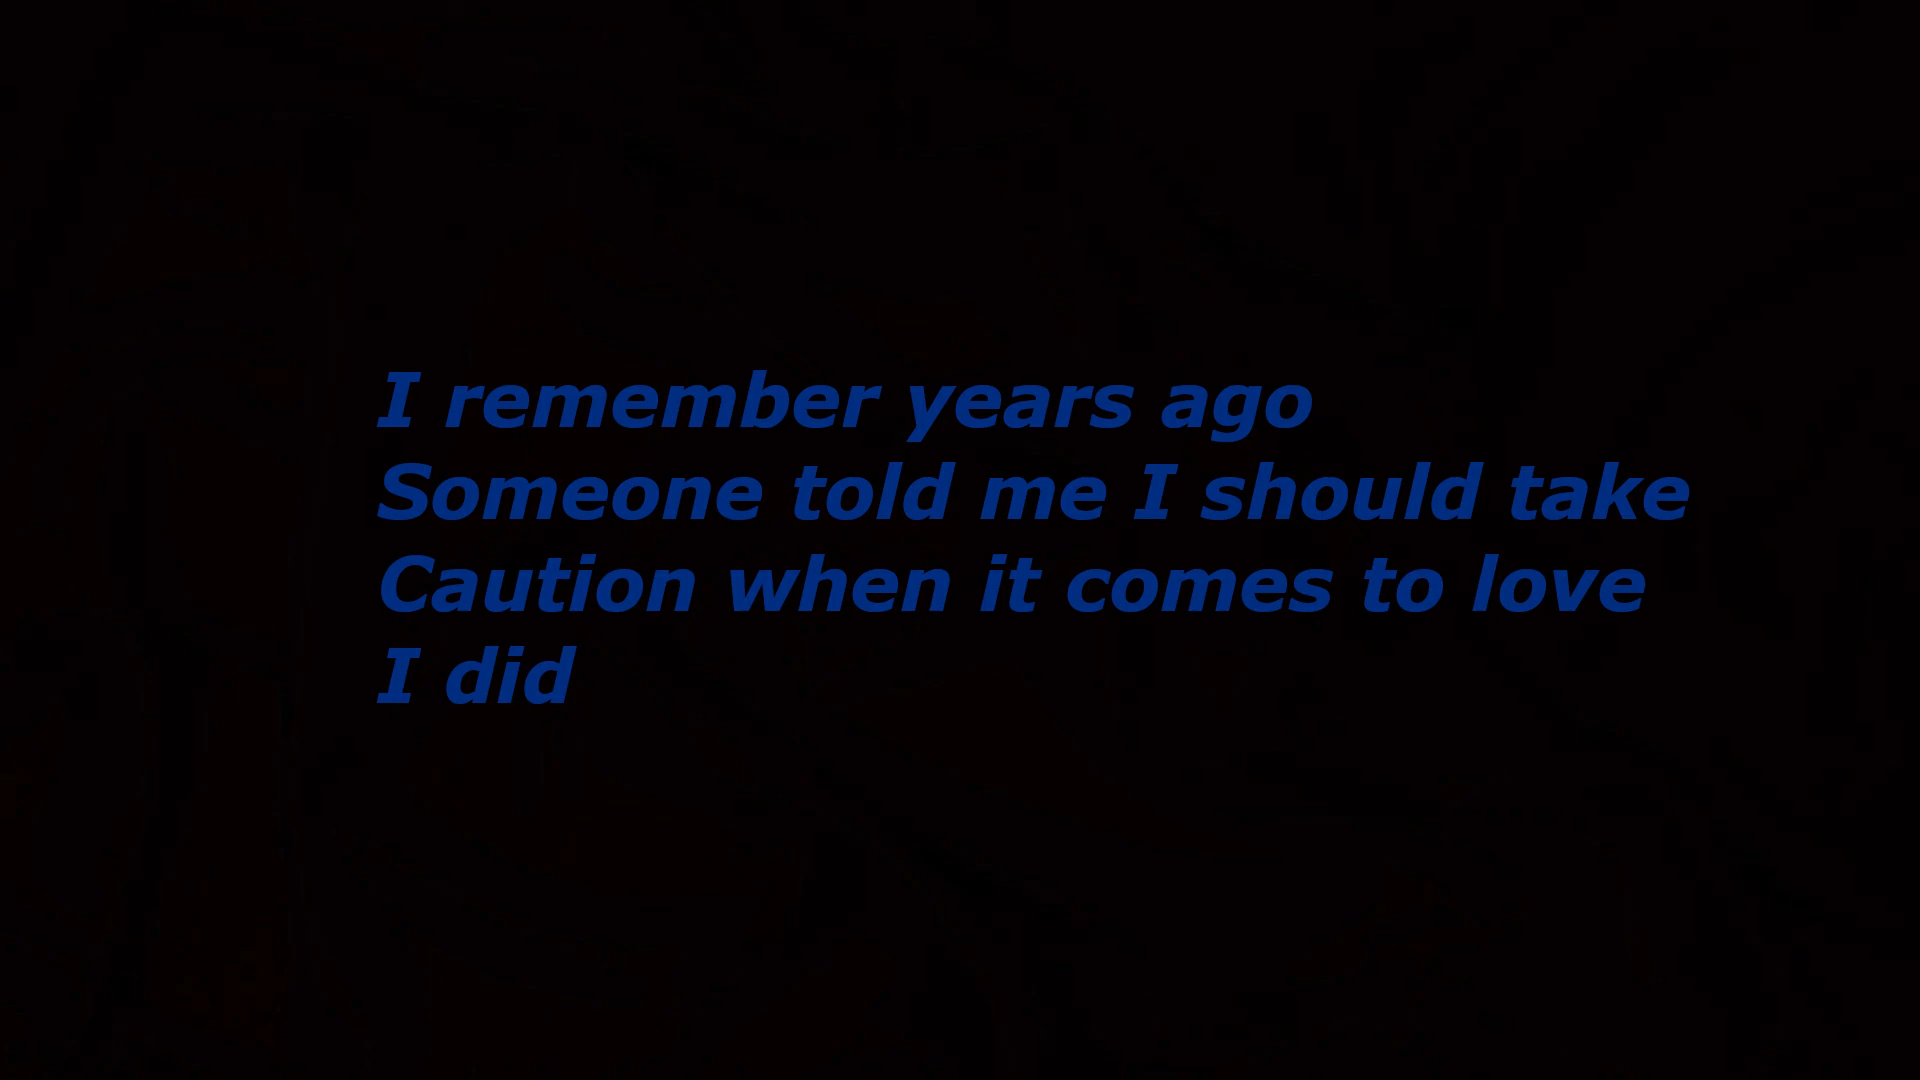 I remember years ago
Someone told me I should take
Caution when it comes to love
I did